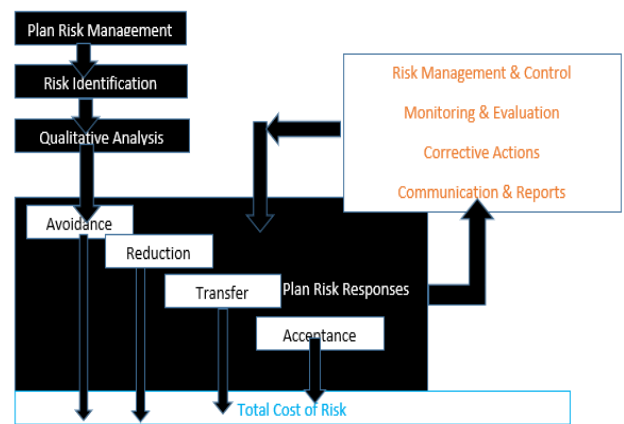 Plan Risk Management
Risk Identification
Qualitative Analysis
Risk Management & Control
Monitoring & Evaluation
Corrective Actions
Communication & Reports
Avoidance
Reduction
Transfer
Plan Risk Responses
Acceptance
Total Cost of Risk